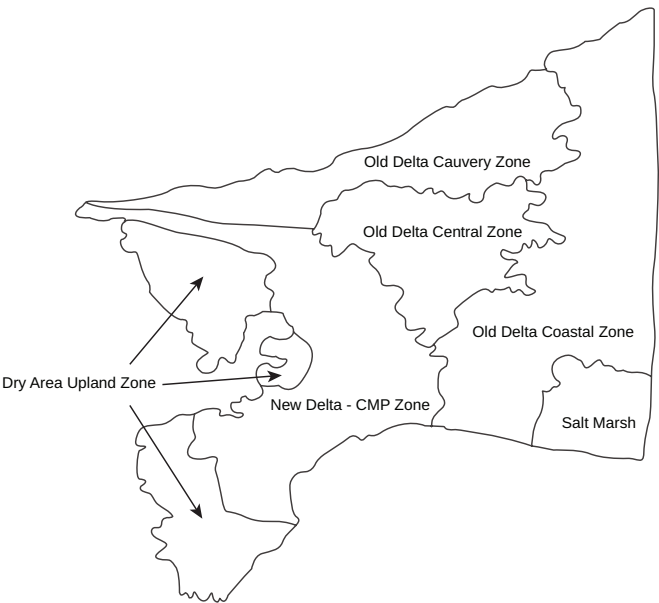 Old Delta Cauvery Zone
Old Delta Central Zone
Old Delta Coastal Zone
Dry Area Upland Zone
New Delta - CMP Zone
Salt Marsh